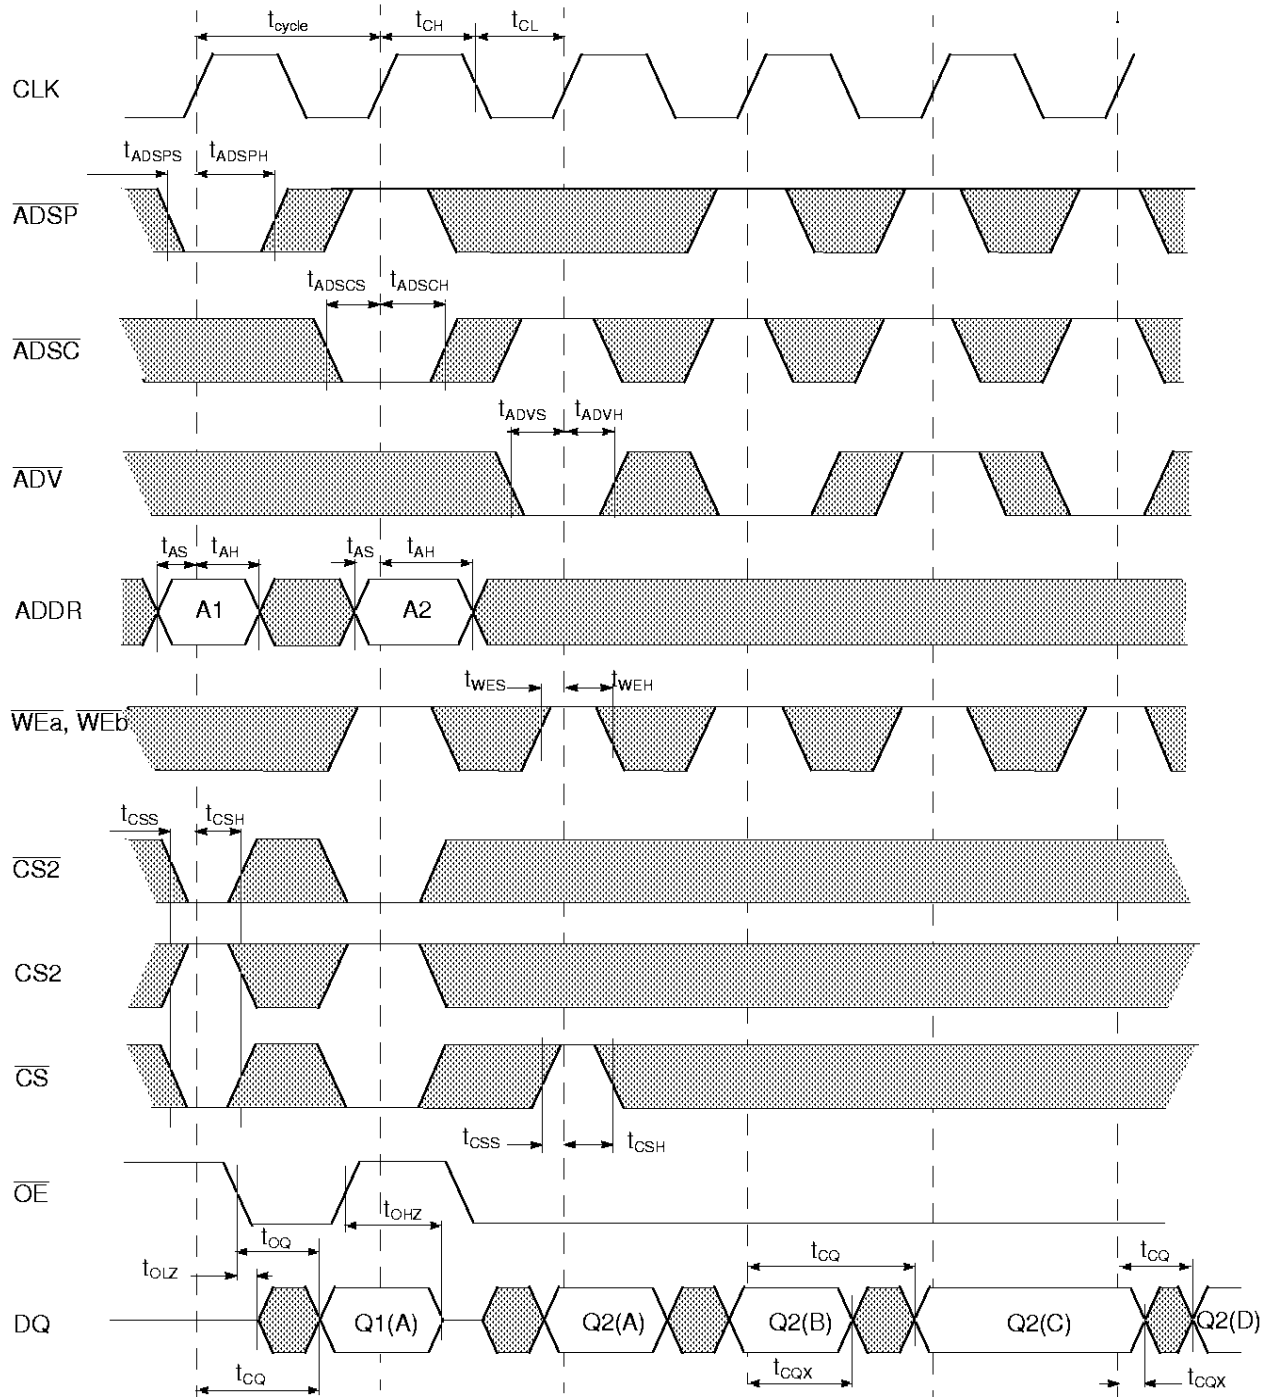 tcycle tCH tCL
CLK
tADSPS tADSPH
ADSP
tADSCS tADSCH
ADSC
tADVS tADVH
ADV
tAS tAH tAS tAH
ADDR A1 A2
tWES tWEH
WEa, WEb
tCSS tCSH
CS2
CS2
CS
tCSS tCSH
OE
tOHZ
tOQ tCQ tCQ
tOLZ
DQ Q1(A) Q2(A) Q2(B) Q2(C) Q2(D)
tCQ tCQX tCQX